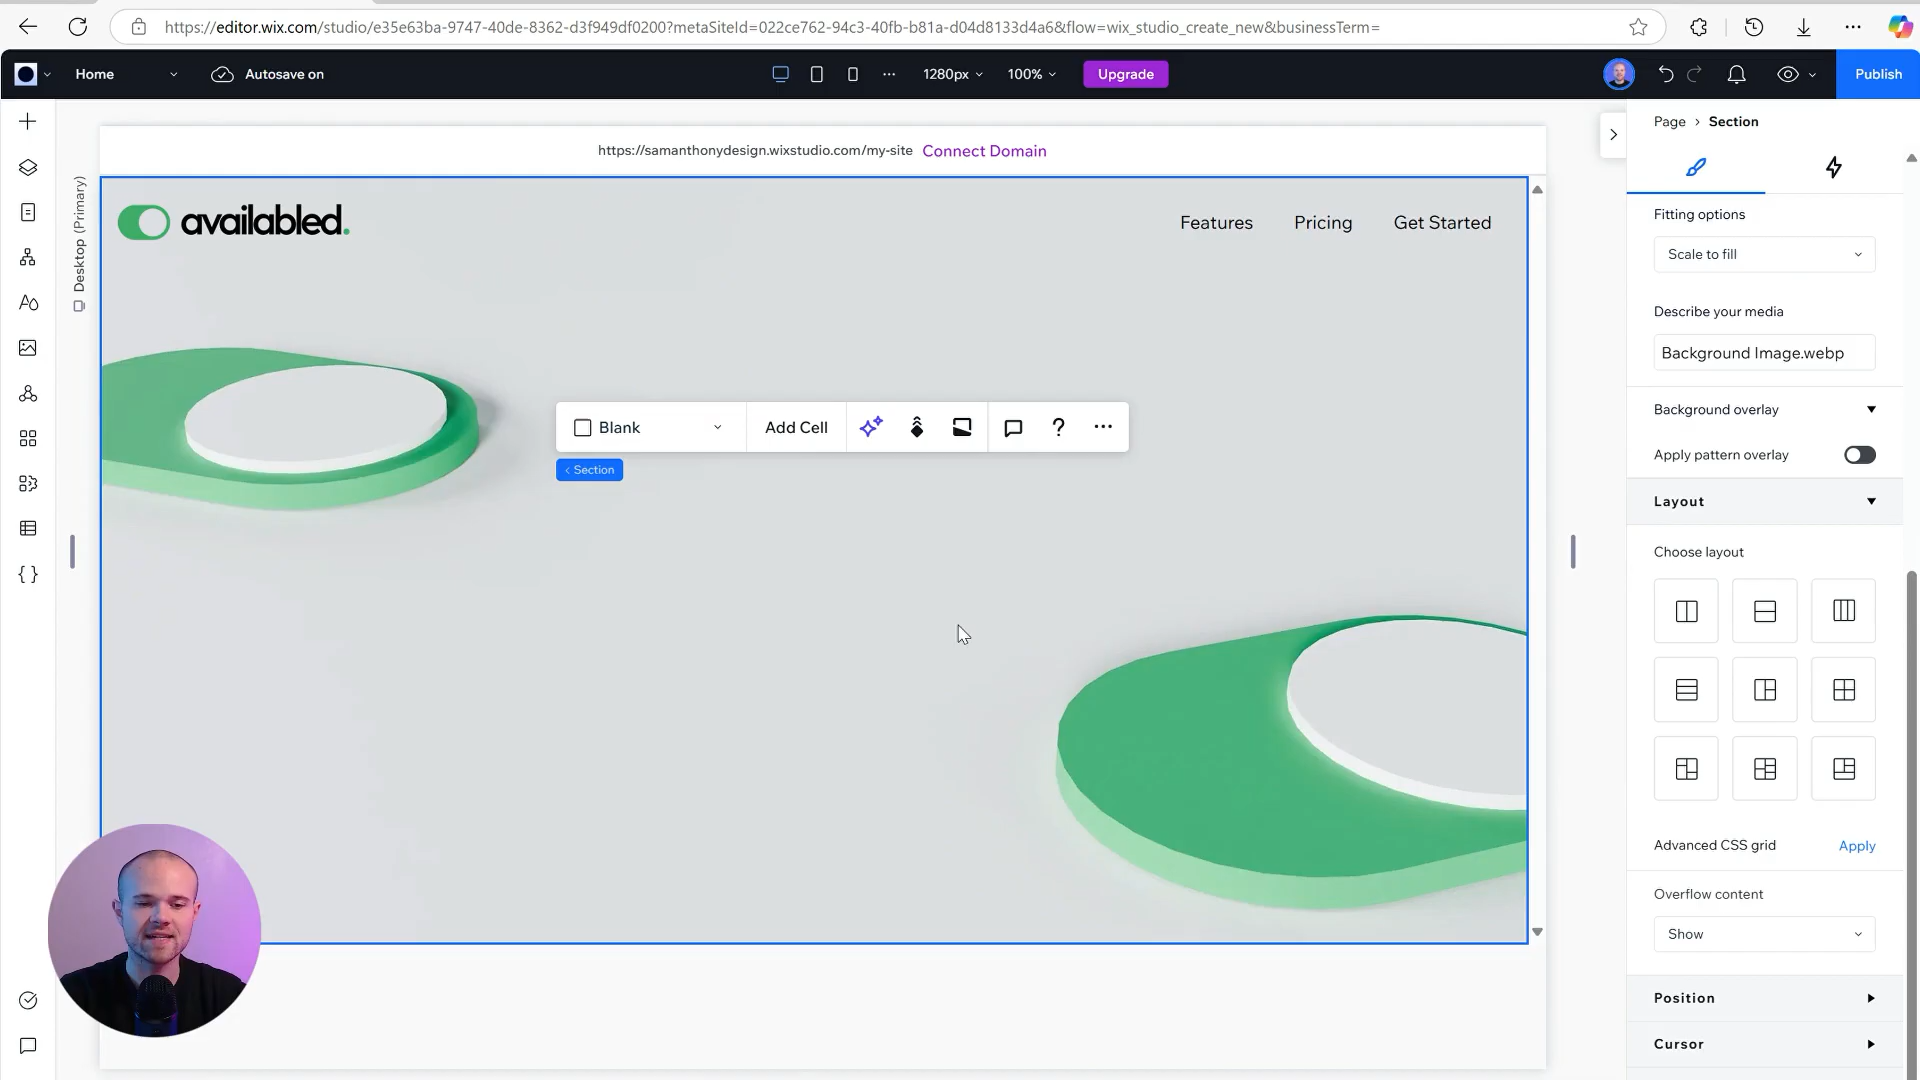 https://editor.wix.com/studio/e35e63ba-9747-40de-8362-d3f949df0200?metaSiteId=022ce762-94c3-40fb-b81a-d04d8133d4a6&flow=wix_studio_create_new&businessTerm=
Home
Autosave on
1280px
100%
Upgrade
Publish
Page > Section
https://samanthonydesign.wixstudio.com/my-site Connect Domain
Desktop (Primary)
availabled.
Features
Pricing
Get Started
Blank
Add Cell
< Section
Fitting options
Scale to fill
Describe your media
Background Image.webp
Background overlay
Apply pattern overlay
Layout
Choose layout
Advanced CSS grid
Apply
Overflow content
Show
Position
Cursor